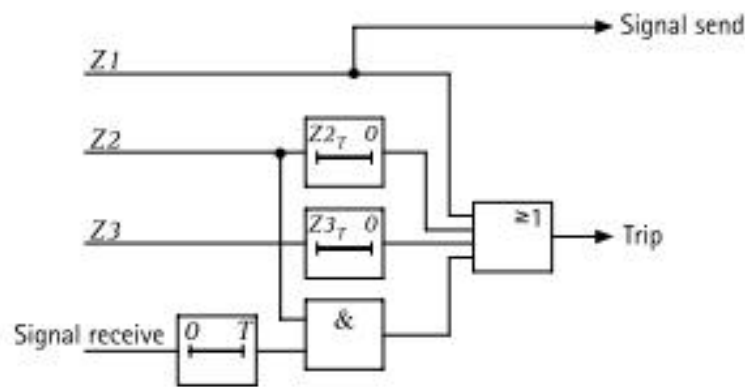 Signal send
Z1
Z2
Z2T 0
Z3
Z3T 0
≥1
Trip
&
Signal receive
0 T